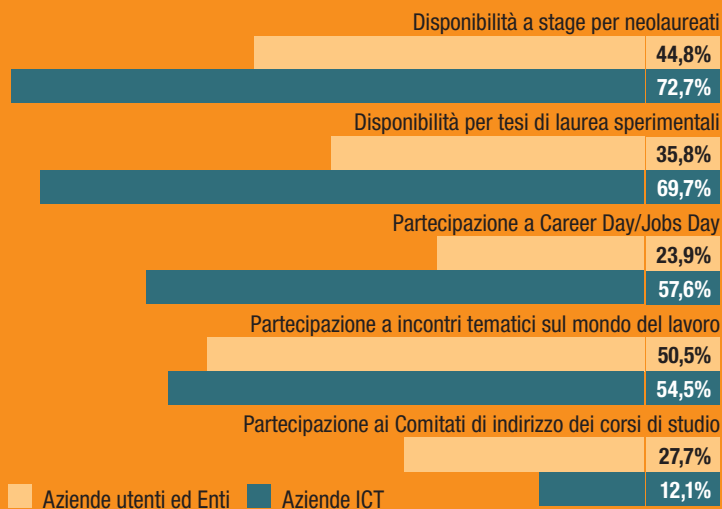 Disponibilità a stage per neolaureati
44,8%
72,7%
Disponibilità per tesi di laurea sperimentali
35,8%
69,7%
Partecipazione a Career Day/Jobs Day
23,9%
57,6%
Partecipazione a incontri tematici sul mondo del lavoro
50,5%
54,5%
Partecipazione ai Comitati di indirizzo dei corsi di studio
27,7%
12,1%
Aziende utenti ed Enti Aziende ICT